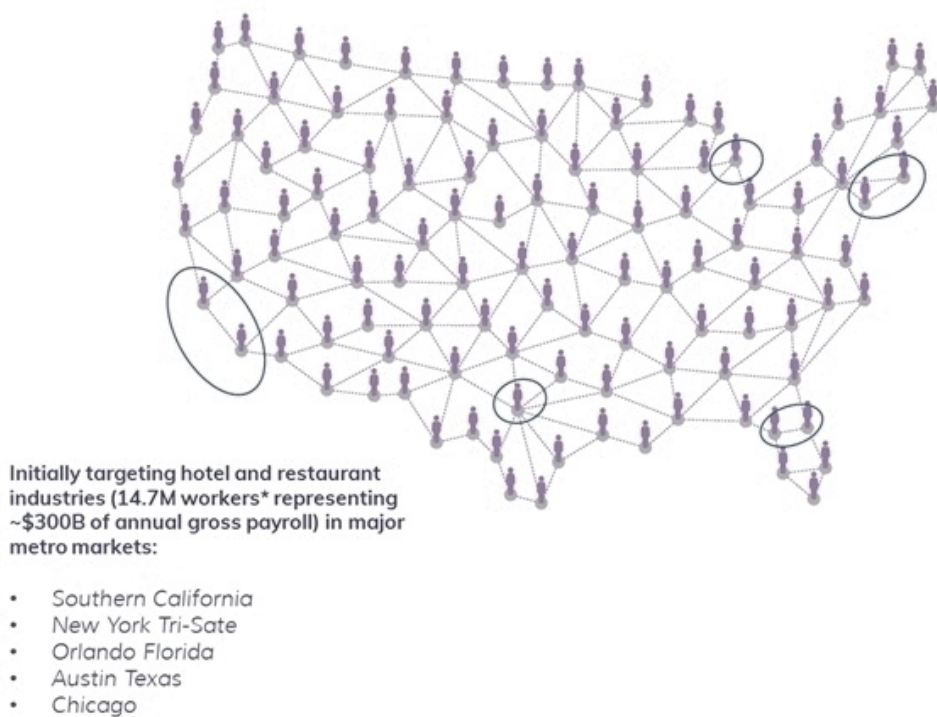 Initially targeting hotel and restaurant
industries (14.7M workers* representing
~$300B of annual gross payroll) in major
metro markets:
• Southern California
• New York Tri-Sate
• Orlando Florida
• Austin Texas
• Chicago